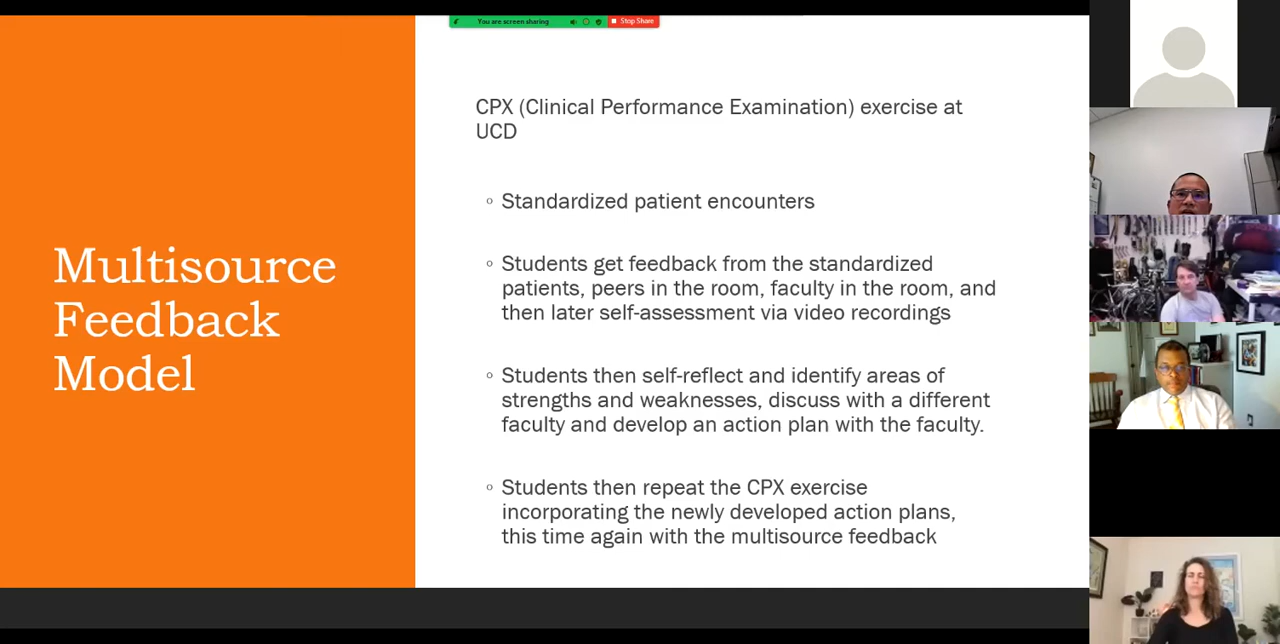 You are screen sharing
Stop Share
Multisource
Feedback
Model
CPX (Clinical Performance Examination) exercise at
UCD
Standardized patient encounters
Students get feedback from the standardized
patients, peers in the room, faculty in the room, and
then later self-assessment via video recordings
Students then self-reflect and identify areas of
strengths and weaknesses, discuss with a different
faculty and develop an action plan with the faculty.
Students then repeat the CPX exercise
incorporating the newly developed action plans,
this time again with the multisource feedback